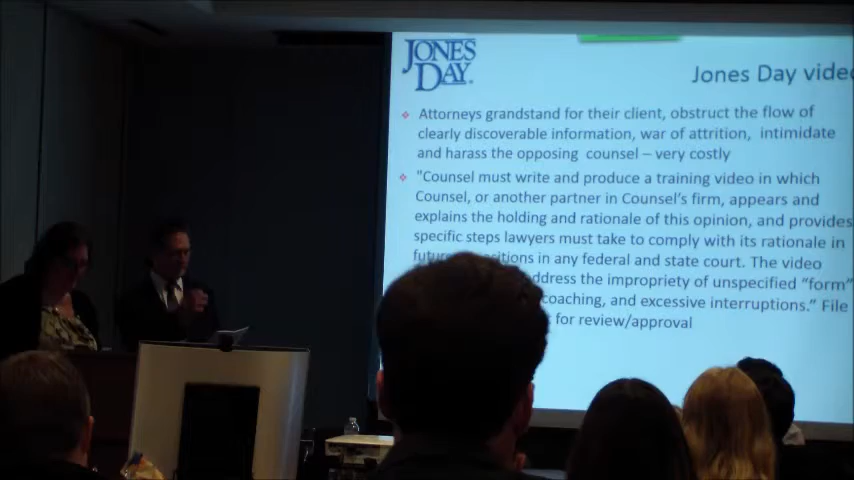 JONES
DAY.
Jones Day vide
Attorneys grandstand for their client, obstruct the flow of
clearly discoverable information, war of attrition, intimidate
and harass the opposing counsel – very costly
"Counsel must write and produce a training video in which
Counsel, or another partner in Counsel's firm, appears and
explains the holding and rationale of this opinion, and provides
specific steps lawyers must take to comply with its rationale in
in any federal and state court. The video
address the impropriety of unspecified "form"
coaching, and excessive interruptions." File
for review/approval